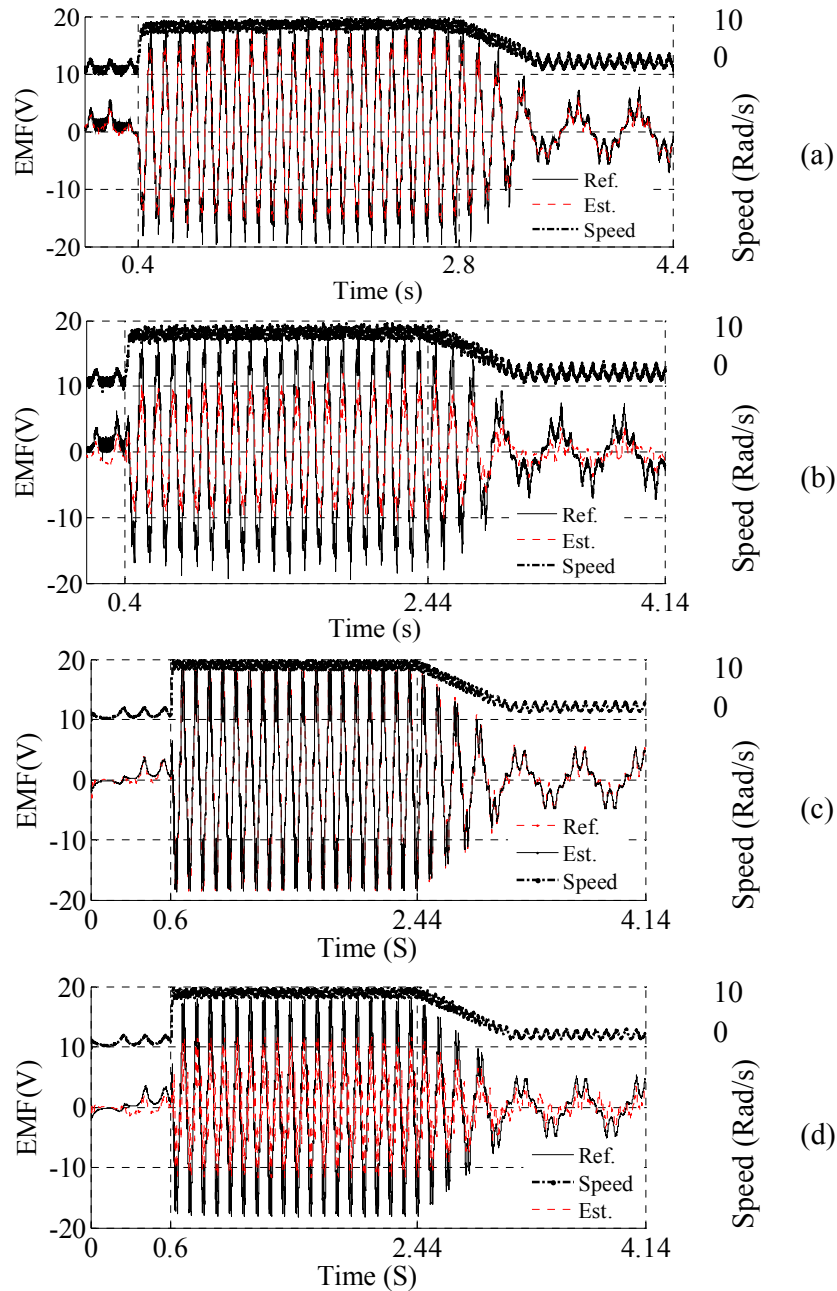 20
10
0
-10
-20
EMF(V)
Ref.
Est.
Speed
0.4
2.8
4.4
Time (s)
10
0
Speed (Rad/s)
(a)
20
10
0
-10
-20
EMF(V)
Ref.
Est.
Speed
0.4
2.44
4.14
Time (s)
10
0
Speed (Rad/s)
(b)
20
10
0
-10
-20
EMF(V)
Ref.
Est.
Speed
0
0.6
2.44
4.14
Time (S)
10
0
Speed (Rad/s)
(c)
20
10
0
-10
-20
EMF(V)
Ref.
Speed
Est.
0
0.6
2.44
4.14
Time (S)
10
0
Speed (Rad/s)
(d)